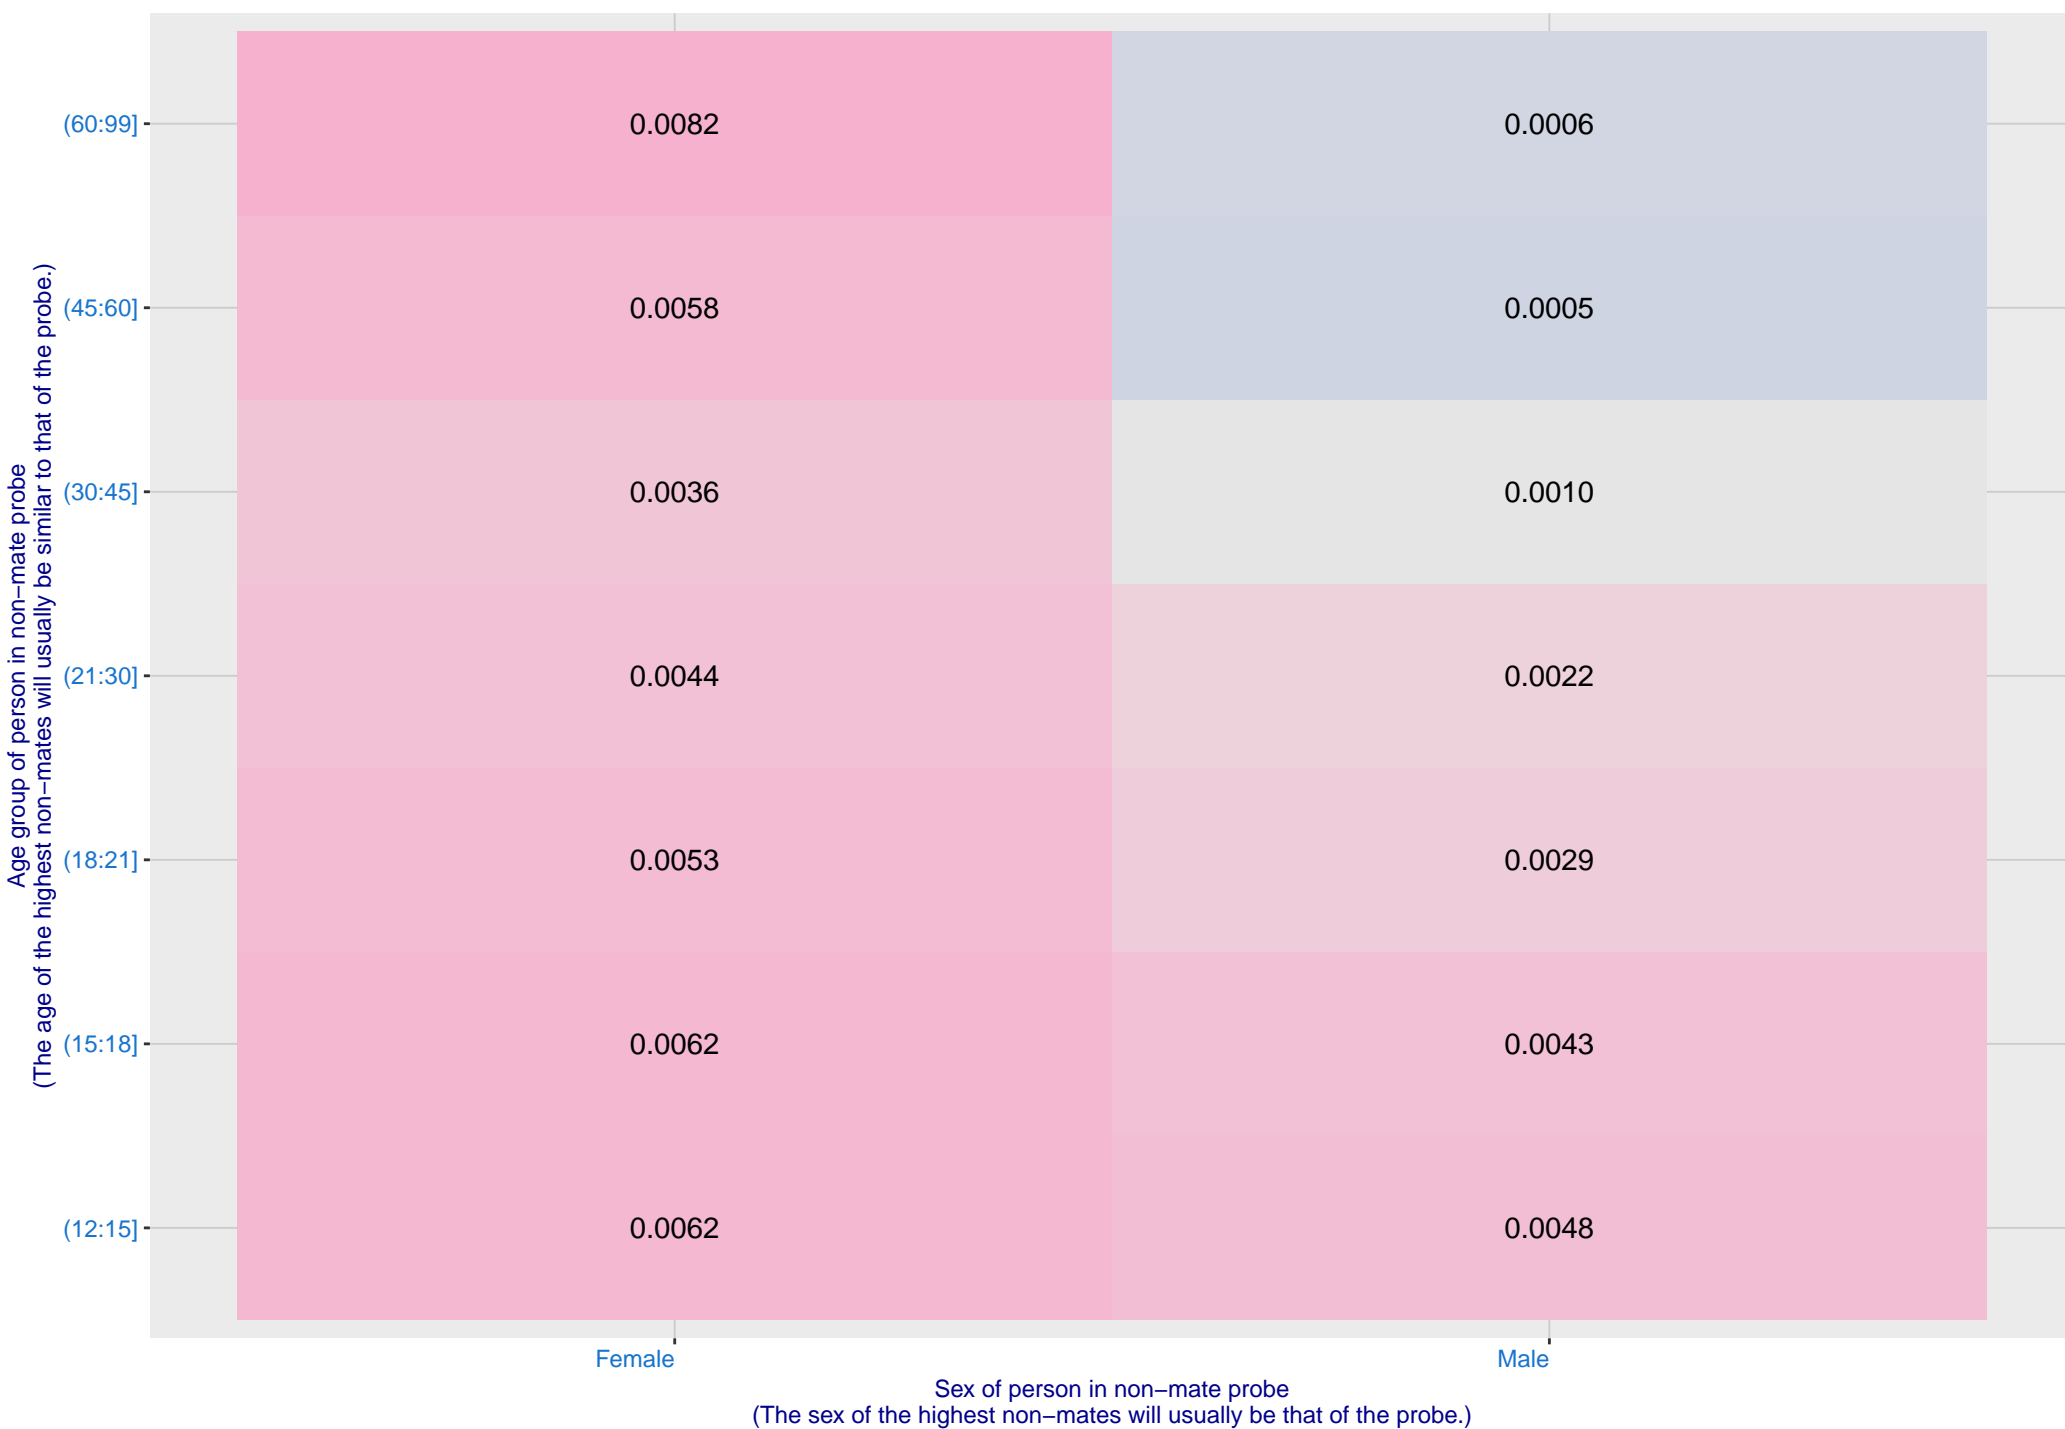 Age group of person in non−mate probe
(The age of the highest non−mates will usually be similar to that of the probe.)
(60:99] 0.0082 0.0006
(45:60] 0.0058 0.0005
(30:45] 0.0036 0.0010
(21:30] 0.0044 0.0022
(18:21] 0.0053 0.0029
(15:18] 0.0062 0.0043
(12:15] 0.0062 0.0048
Female Male
Sex of person in non−mate probe
(The sex of the highest non−mates will usually be that of the probe.)